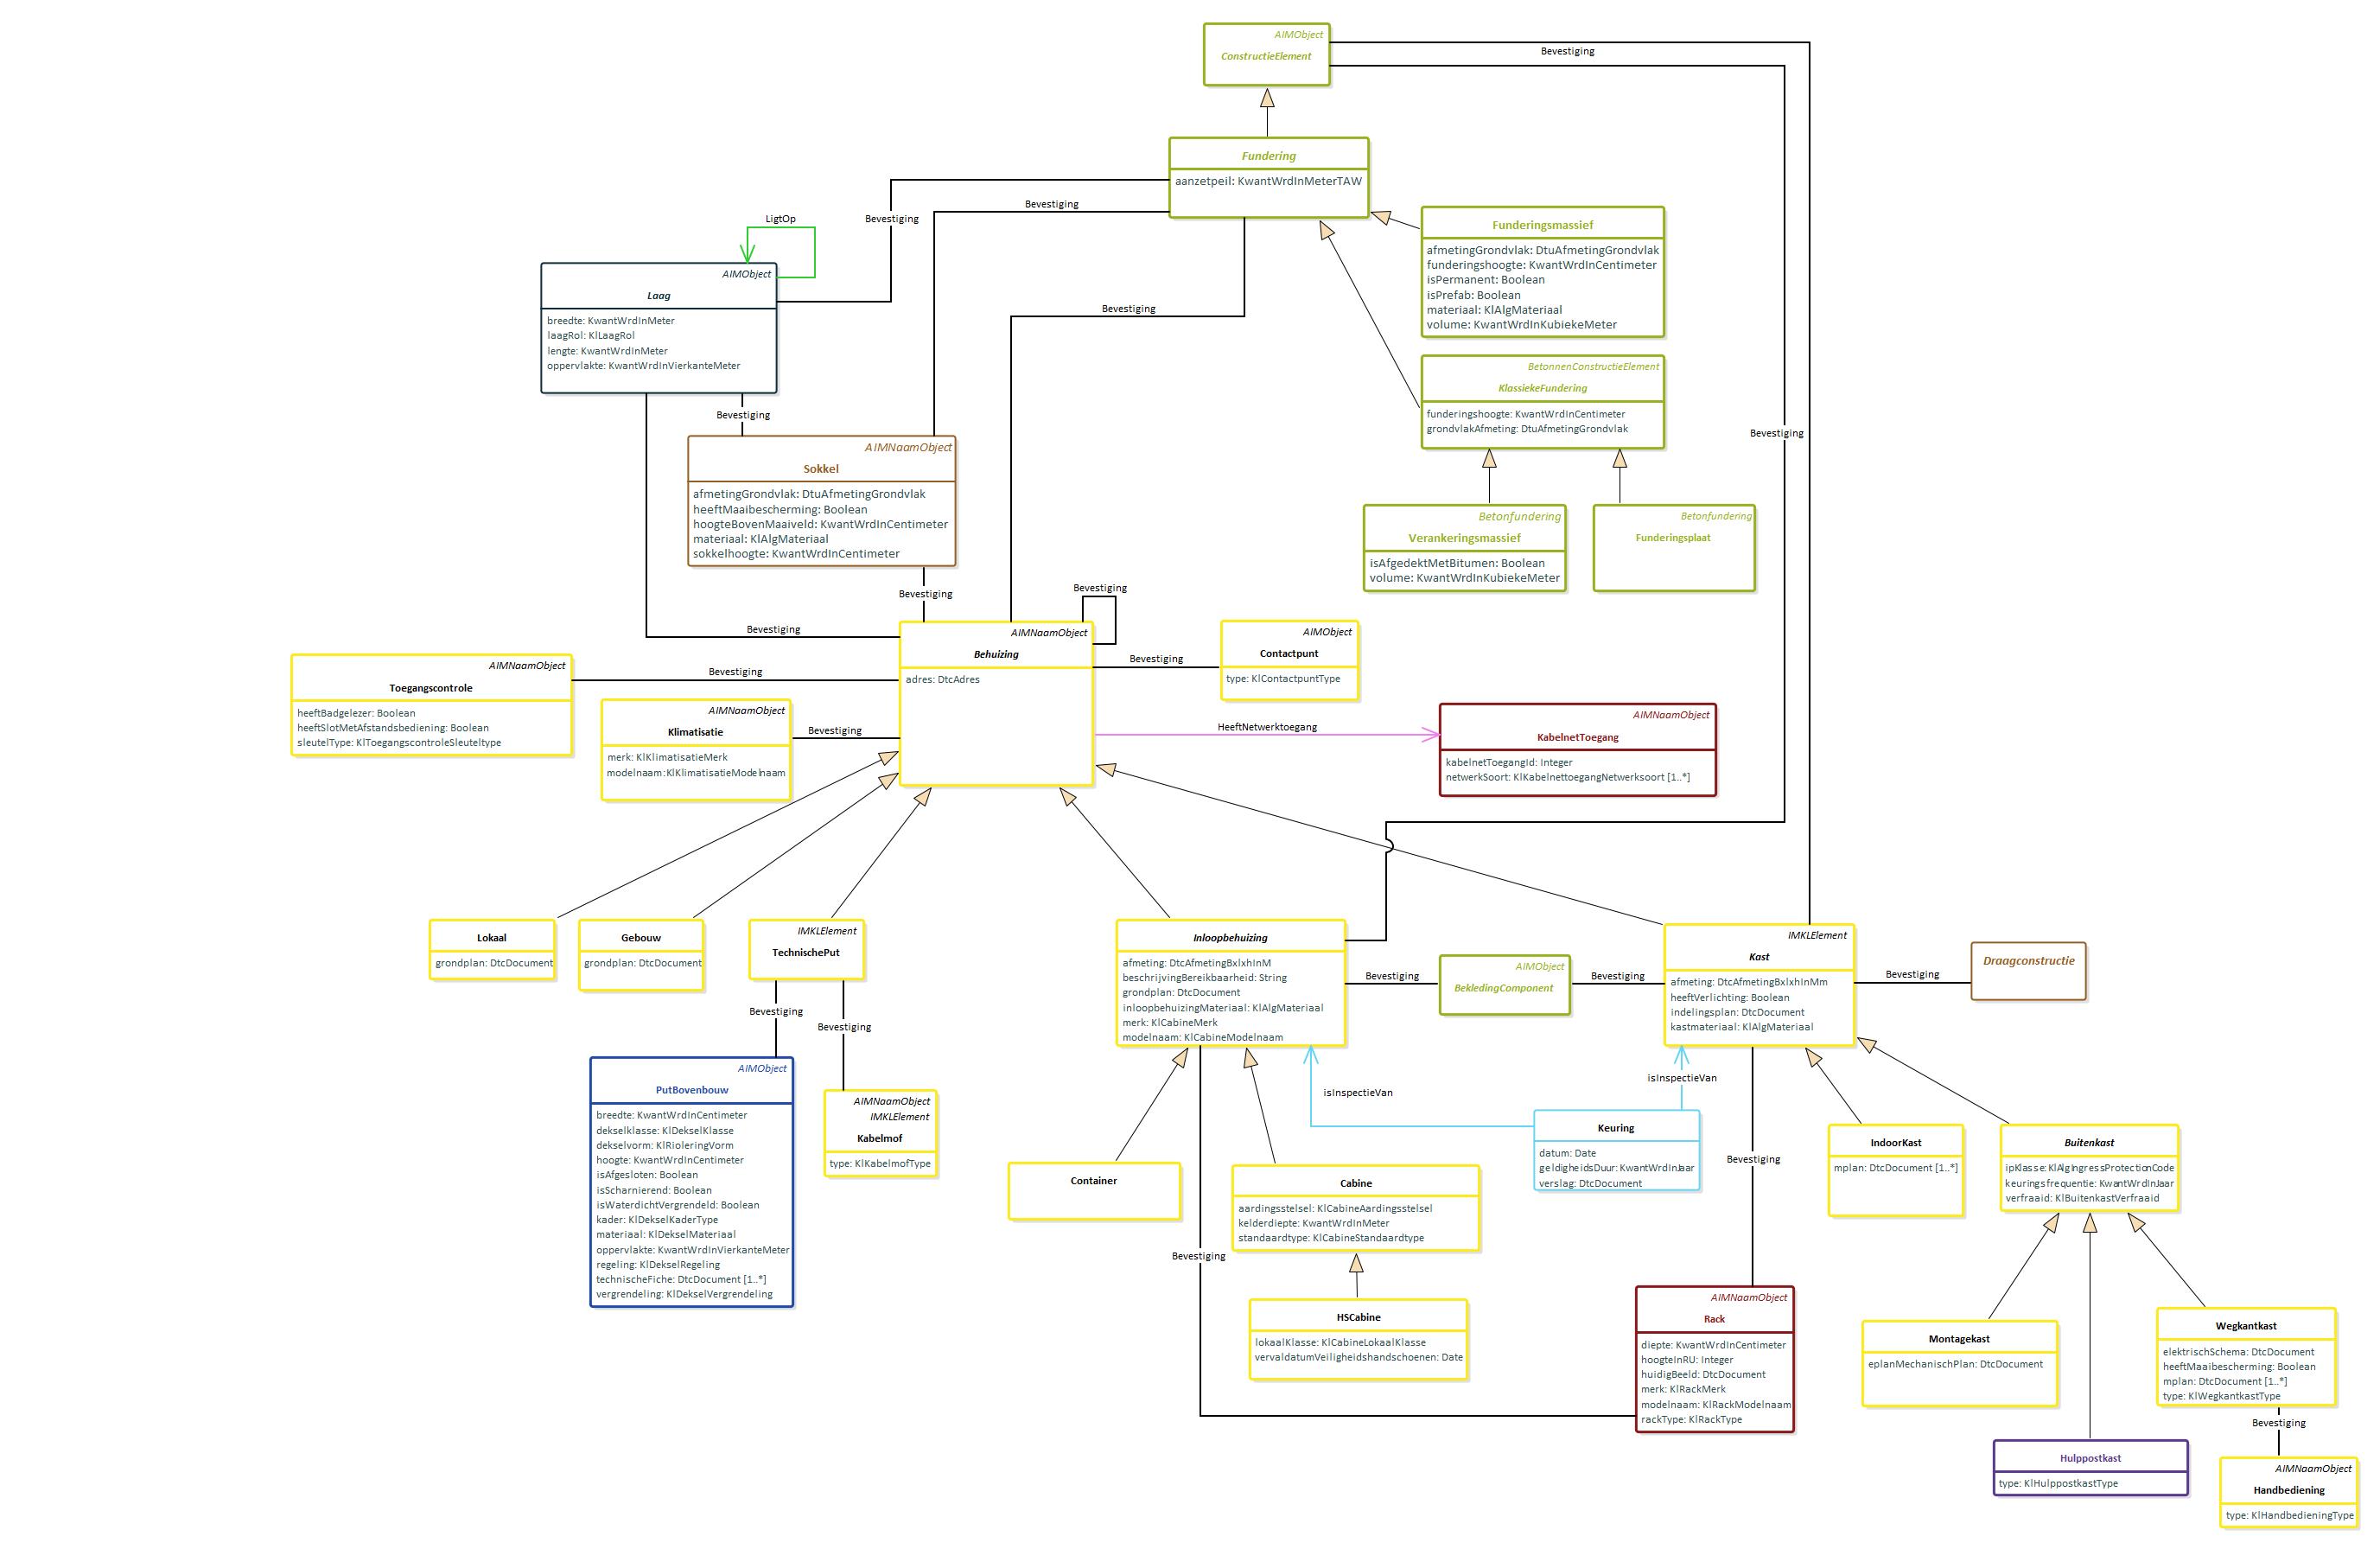 AIMObject
ConstructieElement
Bevestiging
Fundering
aanzetpeil: KwantWrdInMeterTAW
Bevestiging
Bevestiging
LigtOp
Funderingsmassief
afmetingGrondvlak: DtuAfmetingGrondvlak
funderingshoogte: KwantWrdInCentimeter
isPermanent: Boolean
isPrefab: Boolean
materiaal: KlAlgMateriaal
volume: KwantWrdInKubiekeMeter
AIMObject
Laag
breedte: KwantWrdInMeter
laagRol: KlLaagRol
lengte: KwantWrdInMeter
oppervlakte: KwantWrdInVierkanteMeter
Bevestiging
BetonnenConstructieElement
KlassiekeFundering
funderingshoogte: KwantWrdInCentimeter
grondvlakAfmeting: DtuAfmetingGrondvlak
Bevestiging
Bevestiging
AIMNaamObject
Sokkel
afmetingGrondvlak: DtuAfmetingGrondvlak
heeftMaaibescherming: Boolean
hoogteBovenMaaiveld: KwantWrdInCentimeter
materiaal: KlAlgMateriaal
sokkelhoogte: KwantWrdInCentimeter
Betonfundering
Verankeringsmassief
isAfgedektMetBitumen: Boolean
volume: KwantWrdInKubiekeMeter
Betonfundering
Funderingsplaat
Bevestiging
Bevestiging
Bevestiging
AIMNaamObject
Behuizing
adres: DtcAdres
AIMObject
Contactpunt
type: KlContactpuntType
Bevestiging
AIMNaamObject
Toegangscontrole
heeftBadgelezer: Boolean
heeftSlotMetAfstandsbediening: Boolean
sleutelType: KlToegangscontroleSleuteltype
Bevestiging
AIMNaamObject
Klimatisatie
merk: KlKlimatisatieMerk
modelnaam:KlKlimatisatieModelnaam
Bevestiging
HeeftNetwerktoegang
AIMNaamObject
KabelnetToegang
kabelnetToegangId: Integer
netwerkSoort: KlKabelnettoegangNetwerksoort [1..*]
Lokaal
grondplan: DtcDocument
Gebouw
grondplan: DtcDocument
IMKLElement
TechnischePut
Inloopbehuizing
afmeting: DtcAfmetingBxlxhInM
beschrijvingBereikbaarheid: String
grondplan: DtcDocument
inloopbehuizingMateriaal: KlAlgMateriaal
merk: KlCabineMerk
modelnaam: KlCabineModelnaam
Bevestiging
AIMObject
BekledingComponent
Bevestiging
IMKLElement
Kast
afmeting: DtcAfmetingBxlxhInMm
heeftVerlichting: Boolean
indelingsplan: DtcDocument
kastmateriaal: KlAlgMateriaal
Bevestiging
Draagconstructie
Bevestiging
Bevestiging
AIMObject
PutBovenbouw
breedte: KwantWrdInCentimeter
dekselklasse: KlDekselKlasse
dekselvorm: KlRioleringVorm
hoogte: KwantWrdInCentimeter
isAfgesloten: Boolean
isScharnierend: Boolean
isWaterdichtVergrendeld: Boolean
kader: KlDekselKaderType
materiaal: KlDekselMateriaal
oppervlakte: KwantWrdInVierkanteMeter
regeling: KlDekselRegeling
technischeFiche: DtcDocument [1..*]
vergrendeling: KlDekselVergrendeling
AIMNaamObject
IMKLElement
Kabelmof
type: KlKabelmofType
isInspectieVan
isInspectieVan
Keuring
datum: Date
geldigheidsDuur: KwantWrdInJaar
verslag: DtcDocument
Container
Cabine
aardingsstelsel: KlCabineAardingsstelsel
kelderdiepte: KwantWrdInMeter
standaardtype: KlCabineStandaardtype
Bevestiging
Bevestiging
IndoorKast
mplan: DtcDocument [1..*]
Buitenkast
ipKlasse: KlAlgIngressProtectionCode
keuringsfrequentie: KwantWrdInJaar
verfraaid: KlBuitenkastVerfraaid
HSCabine
lokaalKlasse: KlCabineLokaalKlasse
vervaldatumVeiligheidshandschoenen: Date
AIMNaamObject
Rack
diepte: KwantWrdInCentimeter
hoogteInRU: Integer
huidigBeeld: DtcDocument
merk: KlRackMerk
modelnaam: KlRackModelnaam
rackType: KlRackType
Montagekast
eplanMechanischPlan: DtcDocument
Wegkantkast
elektrischSchema: DtcDocument
heeftMaaibescherming: Boolean
mplan: DtcDocument [1..*]
type: KlWegkantkastType
Bevestiging
Hulppostkast
type: KlHulppostkastType
AIMNaamObject
Handbediening
type: KlHandbedieningType